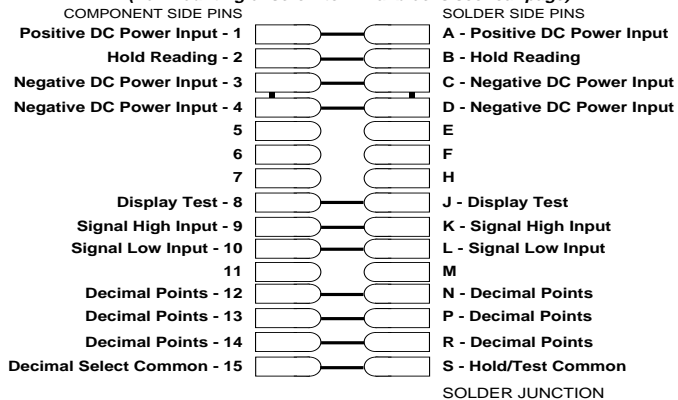 COMPONENT SIDE PINS SOLDER SIDE PINS
Positive DC Power Input - 1 A - Positive DC Power Input
Hold Reading - 2 B - Hold Reading
Negative DC Power Input - 3 C - Negative DC Power Input
Negative DC Power Input - 4 D - Negative DC Power Input
5 E
6 F
7 H
Display Test - 8 J - Display Test
Signal High Input - 9 K - Signal High Input
Signal Low Input - 10 L - Signal Low Input
11 M
Decimal Points - 12 N - Decimal Points
Decimal Points - 13 P - Decimal Points
Decimal Points - 14 R - Decimal Points
Decimal Select Common - 15 S - Hold/Test Common
SOLDER JUNCTION